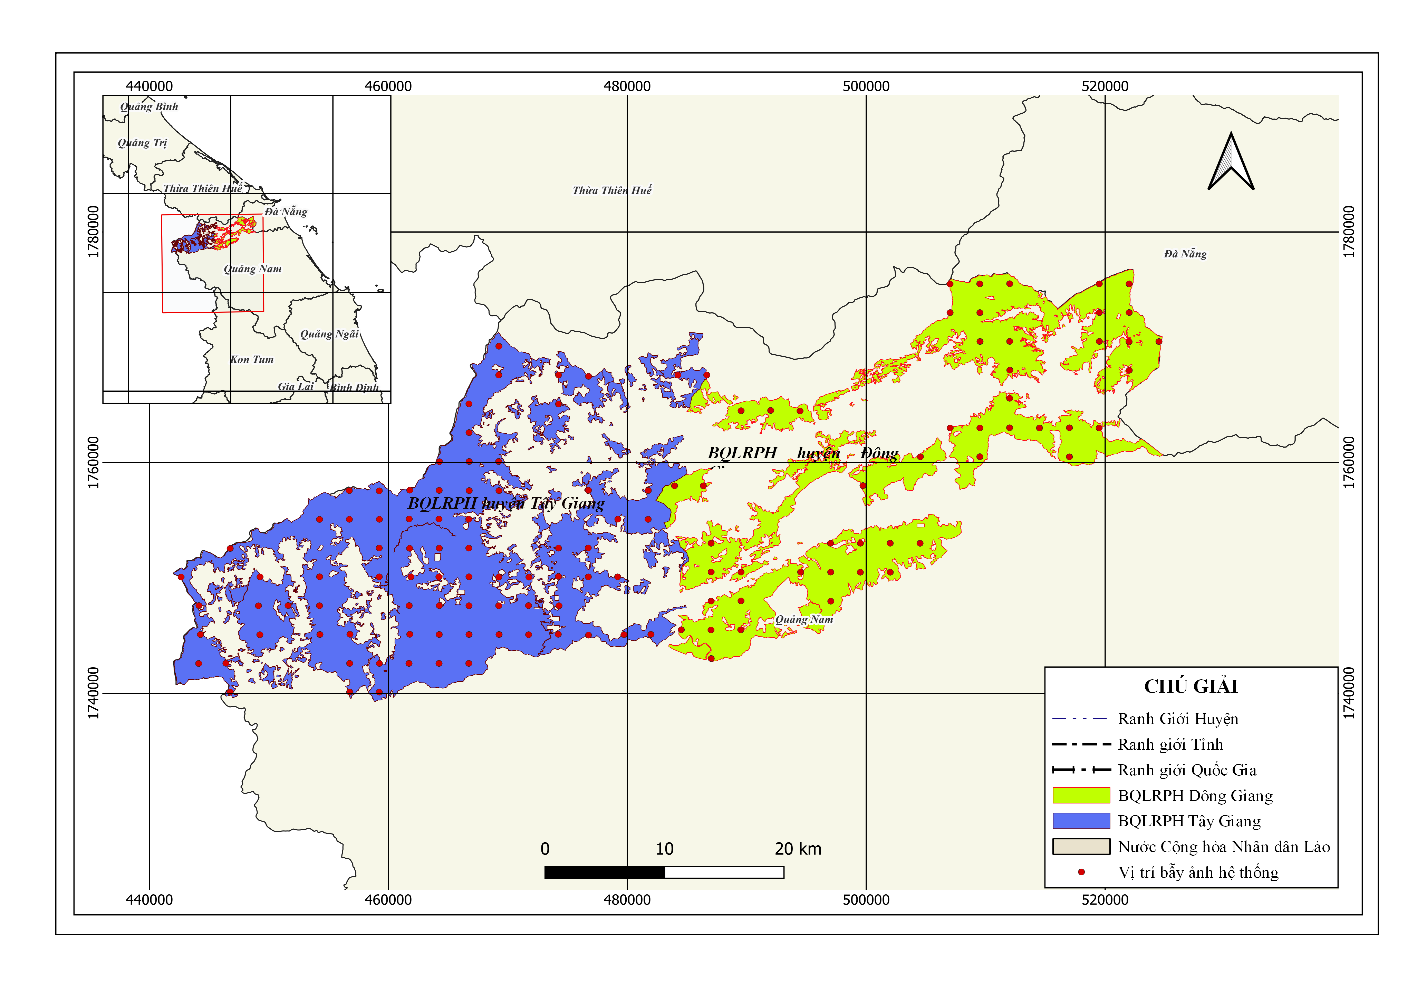 440000 460000 480000 500000 520000
Quảng Bình
Quảng Trị
Thừa Thiên Huế
Đà Nẵng
Quảng Nam
Quảng Ngãi
Kon Tum
Gia Lai Bình Định
Thừa Thiên Huế
Đà Nẵng
1780000 1780000
BQLRPH huyện Đông
1760000 1760000
BQLRPH huyện Tây Giang
Quảng Nam
1740000 1740000
CHÚ GIẢI
Ranh Giới Huyện
Ranh giới Tỉnh
Ranh giới Quốc Gia
BQLRPH Đông Giang
BQLRPH Tây Giang
Nước Cộng hòa Nhân dân Lào
Vị trí bẫy ảnh hệ thống
0 10 20 km
440000 460000 480000 500000 520000